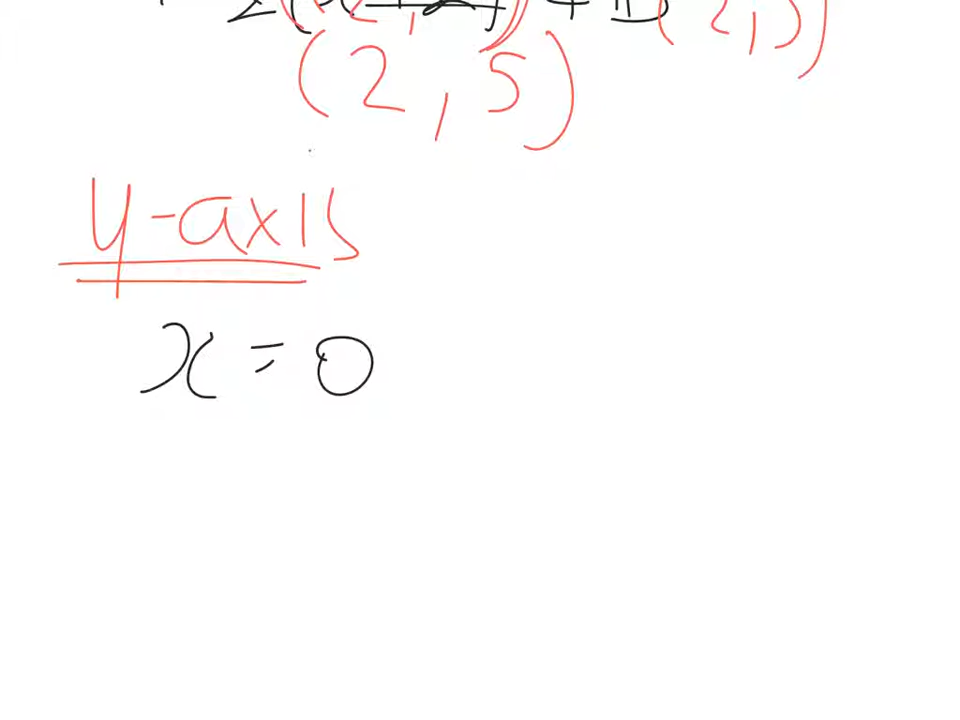 (2, 5)
y-axis
x = 0